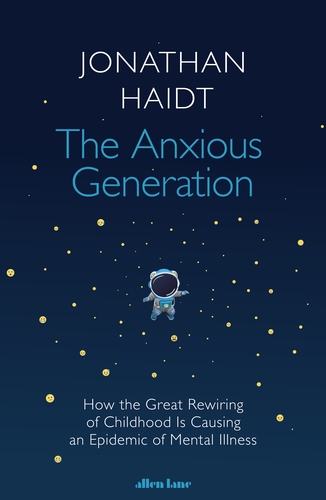 JONATHAN
HAIDT
The Anxious
Generation
How the Great Rewiring
of Childhood Is Causing
an Epidemic of Mental Illness
allen lane